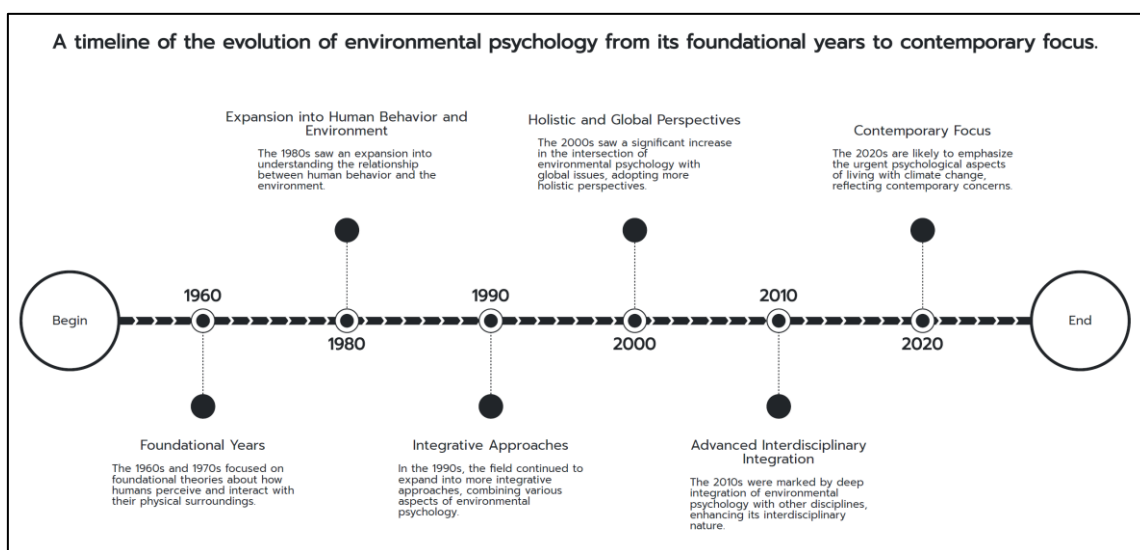 A timeline of the evolution of environmental psychology from its foundational years to contemporary focus.
Expansion into Human Behavior and
Environment
The 1980s saw an expansion into
understanding the relationship
between human behavior and the
environment.
Holistic and Global Perspectives
The 2000s saw a significant increase
in the intersection of
environmental psychology with
global issues, adopting more
holistic perspectives.
Contemporary Focus
The 2020s are likely to emphasize
the urgent psychological aspects
of living with climate change,
reflecting contemporary concerns.
Begin
1960
1980
1990
2000
2010
2020
End
Foundational Years
The 1960s and 1970s focused on
foundational theories about how
humans perceive and interact with
their physical surroundings.
Integrative Approaches
In the 1990s, the field continued to
expand into more integrative
approaches, combining various
aspects of environmental
psychology.
Advanced Interdisciplinary
Integration
The 2010s were marked by deep
integration of environmental
psychology with other disciplines,
enhancing its interdisciplinary
nature.